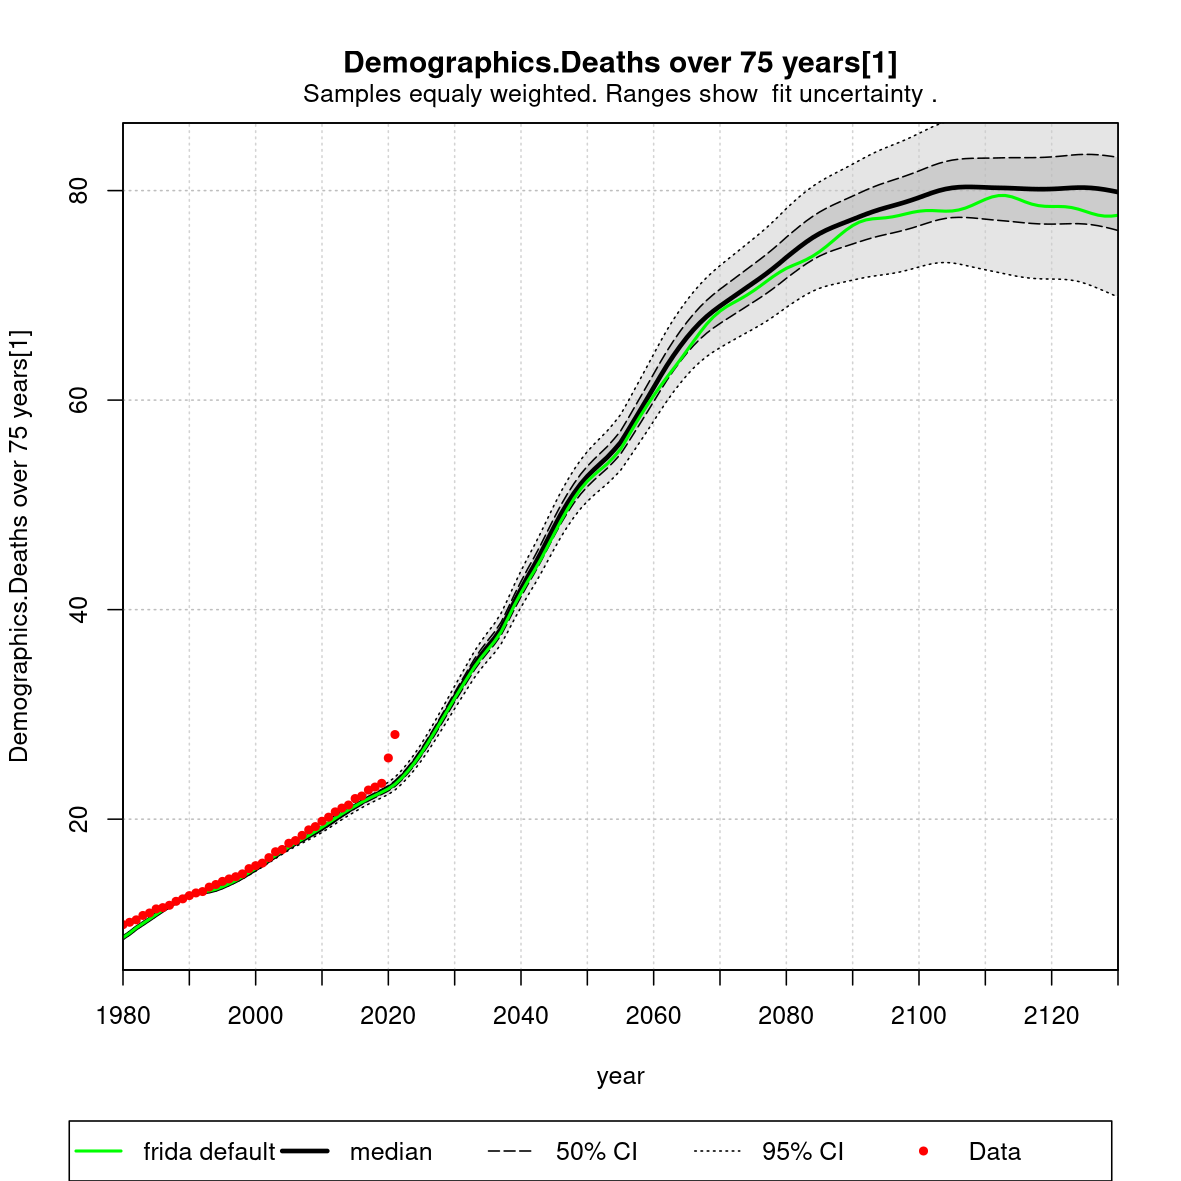 Demographics.Deaths over 75 years[1]
Samples equaly weighted. Ranges show  fit uncertainty .
Demographics.Deaths over 75 years[1]
80
60
40
20
1980 2000 2020 2040 2060 2080 2100 2120
year
frida default median 50% CI 95% CI Data